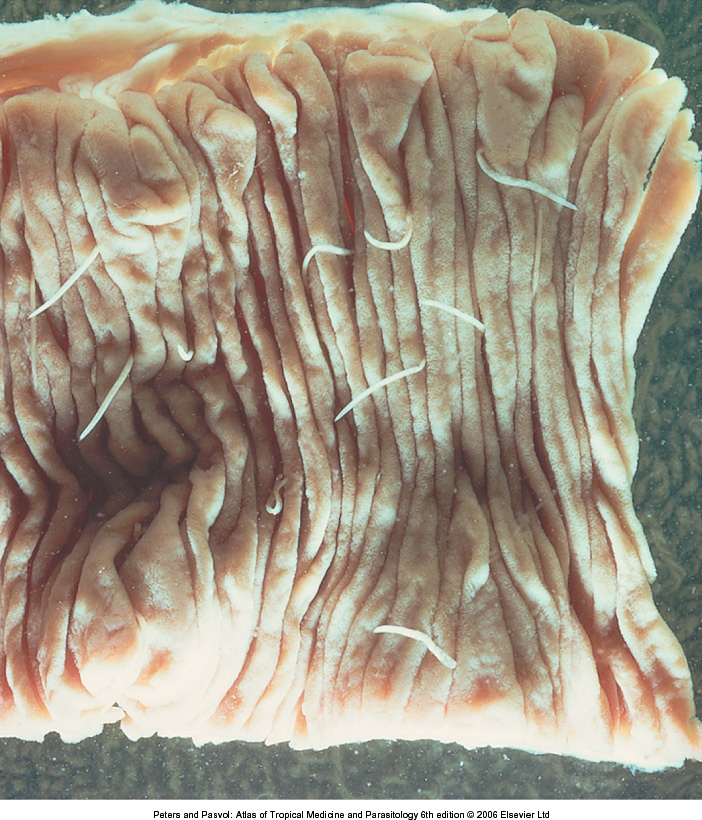 Peters and Pasvol: Atlas of Tropical Medicine and Parasitology 6th edition © 2006 Elsevier Ltd